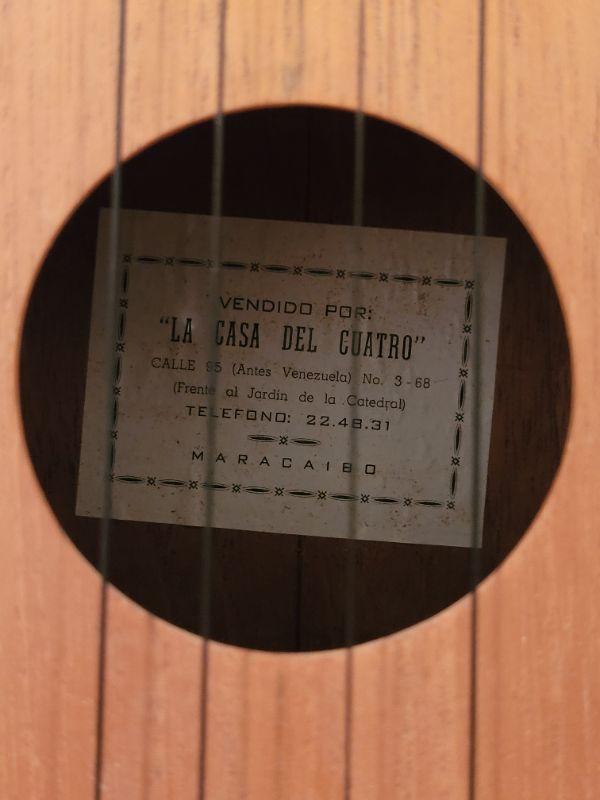 VENDIDO POR:
"LA CASA DEL CUATRO"
CALLE 95 (Antes Venezuela) No. 3-68
(Frente al Jardín de la Catedral)
TELEFONO: 22.48.31
MARACAIBO